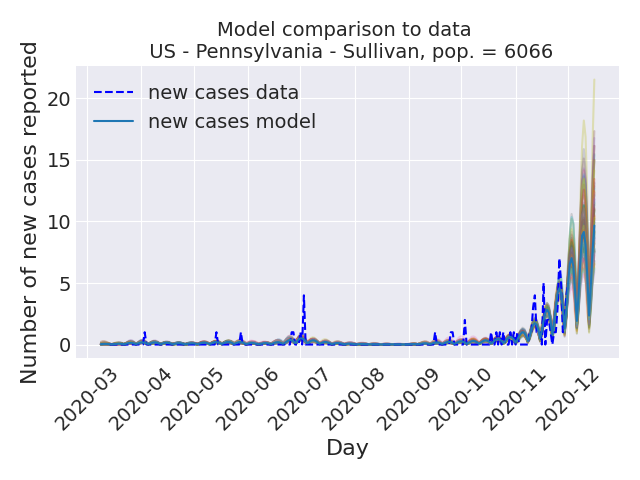 Model comparison to data
US - Pennsylvania - Sullivan, pop. = 6066
Number of new cases reported
20
15
10
5
0
new cases data
new cases model
2020-03
2020-04
2020-05
2020-06
2020-07
2020-08
2020-09
2020-10
2020-11
2020-12
Day